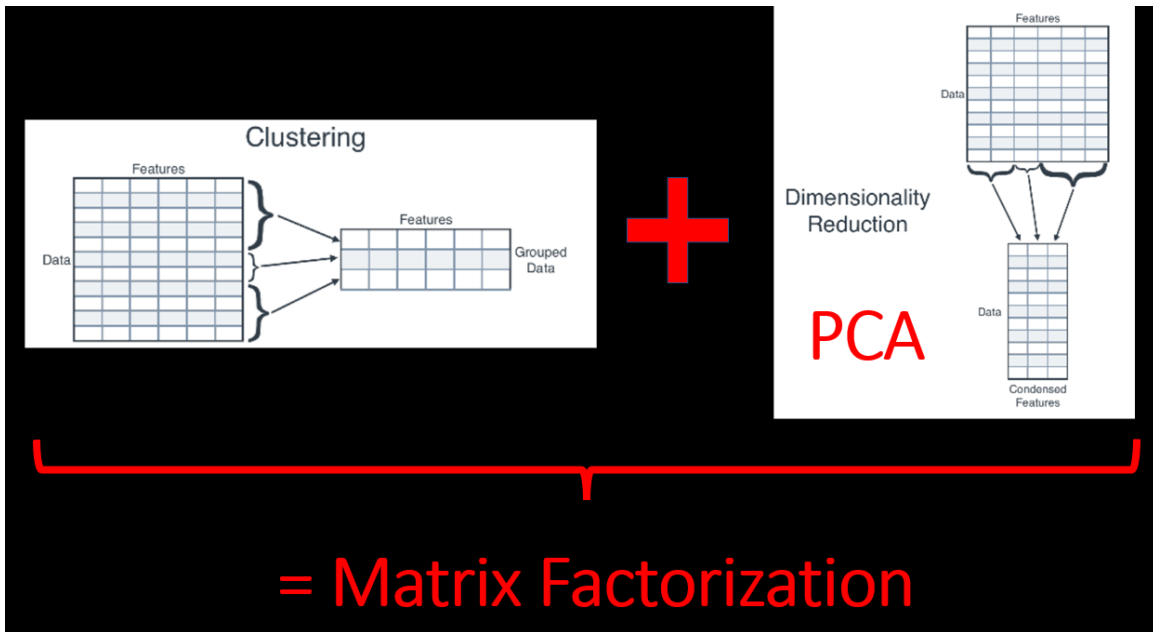 Clustering
Features
Data
Features
Grouped
Data
Features
Data
Dimensionality
Reduction
PCA
Data
Condensed
Features
= Matrix Factorization